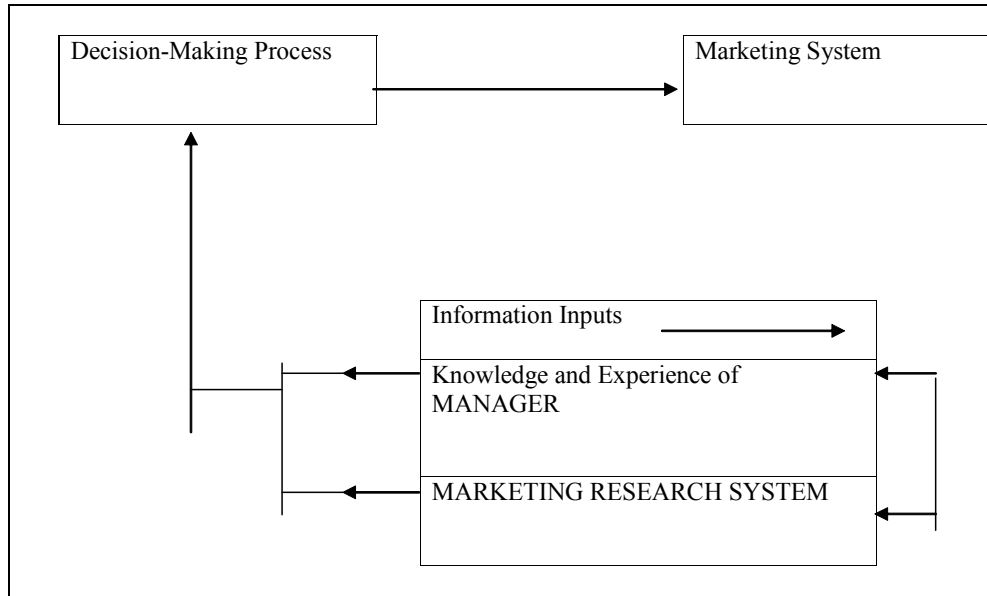 Decision-Making Process
Marketing System
Information Inputs
Knowledge and Experience of
MANAGER
MARKETING RESEARCH SYSTEM